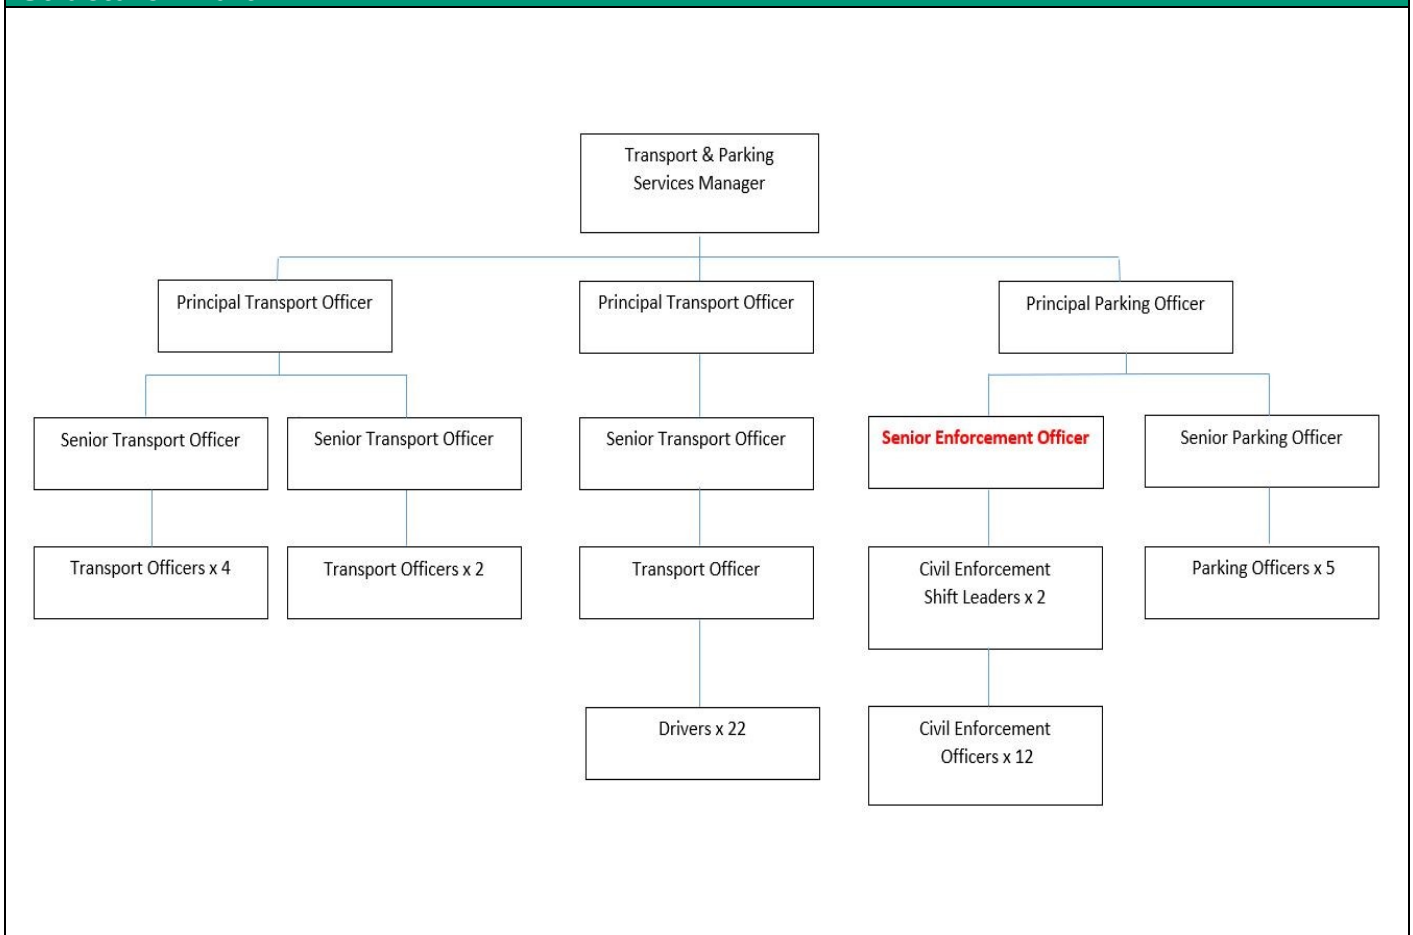 Transport & Parking
Services Manager
Principal Transport Officer
Principal Transport Officer
Principal Parking Officer
Senior Transport Officer
Senior Transport Officer
Senior Transport Officer
Senior Enforcement Officer
Senior Parking Officer
Transport Officers x 4
Transport Officers x 2
Transport Officer
Civil Enforcement
Shift Leaders x 2
Parking Officers x 5
Drivers x 22
Civil Enforcement
Officers x 12